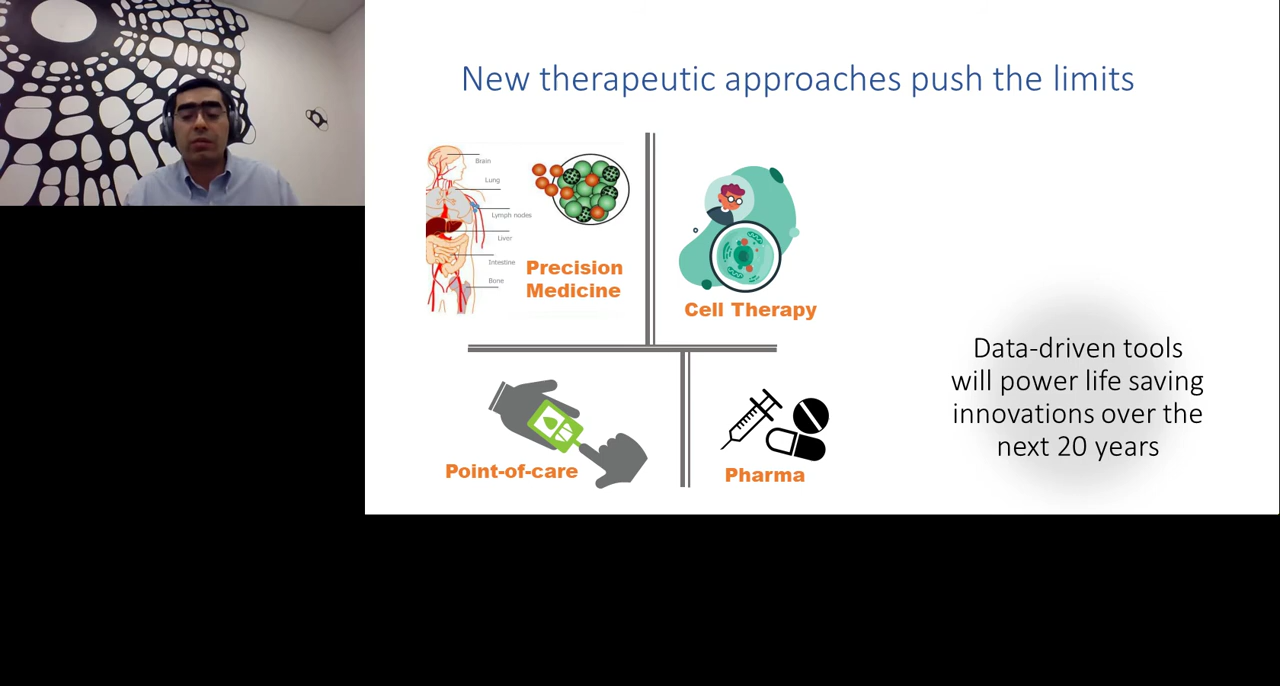 New therapeutic approaches push the limits
Brain
Lung
Lymph nodes
Liver
Intestine
Bone
Precision
Medicine
Cell Therapy
Point-of-care
Pharma
Data-driven tools
will power life saving
innovations over the
next 20 years